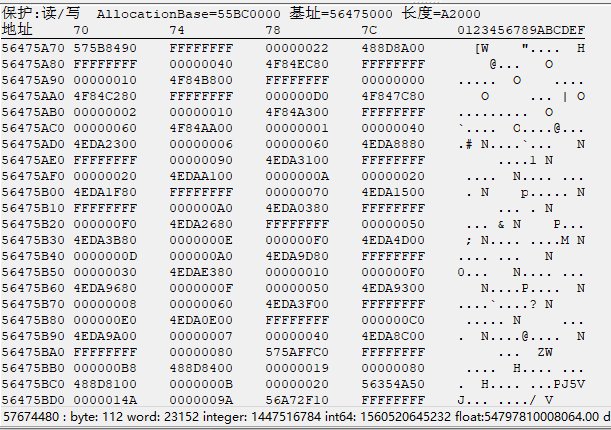 保护:读/写 AllocationBase=55BC0000 基址=56475000 长度=A2000
地址 70 74 78 7C 0123456789ABCDEF
56475A70 575B8490 FFFFFFFF 00000022 488D8A00 [W ".... H
56475A80 FFFFFFFF 00000040 4F84EC80 FFFFFFFF @... O
56475A90 00000010 4F84B800 FFFFFFFF 00000000 ..... O ....
56475AA0 4F84C280 FFFFFFFF 000000D0 4F847C80 O ... | O
56475AB0 00000002 00000010 4F84A300 FFFFFFFF ......... O
56475AC0 00000060 4F84AA00 00000001 00000040 `.... O....@...
56475AD0 4EDA2300 00000006 00000060 4EDA8880 .# N....`... N
56475AE0 FFFFFFFF 00000090 4EDA3100 FFFFFFFF ....1 N
56475AF0 00000020 4EDAA100 0000000A 00000020 .... N.... ...
56475B00 4EDA1F80 FFFFFFFF 00000070 4EDA1500 . N p..... N
56475B10 FFFFFFFF 000000A0 4EDA0380 FFFFFFFF ... . N
56475B20 000000F0 4EDA2680 FFFFFFFF 00000050 ... & N P...
56475B30 4EDA3B80 0000000E 000000F0 4EDA4D00 ; N.... ....M N
56475B40 0000000D 000000A0 4EDA9D80 FFFFFFFF .... ... N
56475B50 00000030 4EDAE380 00000010 000000F0 0... N.... ...
56475B60 4EDA9680 0000000F 00000050 4EDA9300 N....P.... N
56475B70 00000008 00000060 4EDA3F00 FFFFFFFF ....`....? N
56475B80 000000E0 4EDA0E00 FFFFFFFF 000000E0 ..... N ...
56475B90 4EDA9A00 00000007 00000040 4EDA8C00 . N....@.... N
56475BA0 FFFFFFFF 00000080 575AFFC0 FFFFFFFF ... ZW
56475BB0 000000B8 488D8400 00000019 000000C0 .... H.... ...
56475BC0 488D8100 0000000B 00000020 56354A50 . H.... ...PJ5V
56475BD0 0000014A 0000009A 56A72F10 FFFFFFFF J... .... / V
57674480 : byte: 112 word: 23152 integer: 1447516784 int64: 1560520645232 float:54797810008064.00 d